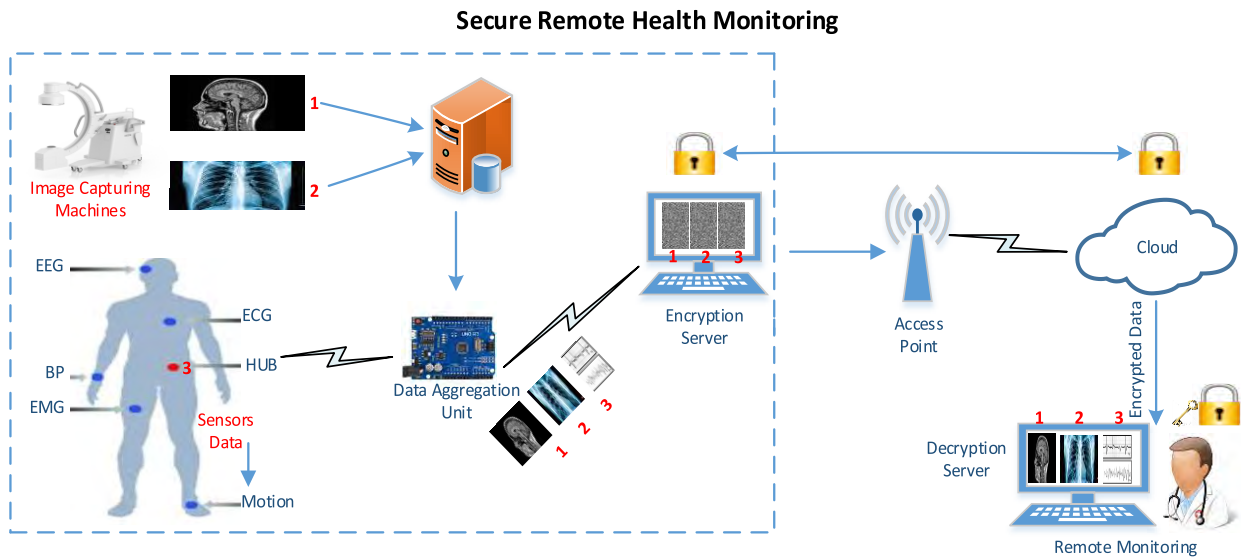 Secure Remote Health Monitoring
1
2
Image Capturing
Machines
EEG
ECG
HUB
3
BP
EMG
Sensors
Data
Motion
Data Aggregation
Unit
UNO
1
2
3
1 2 3
Encryption
Server
Access
Point
Cloud
Encrypted Data
1 2 3
Decryption
Server
Remote Monitoring